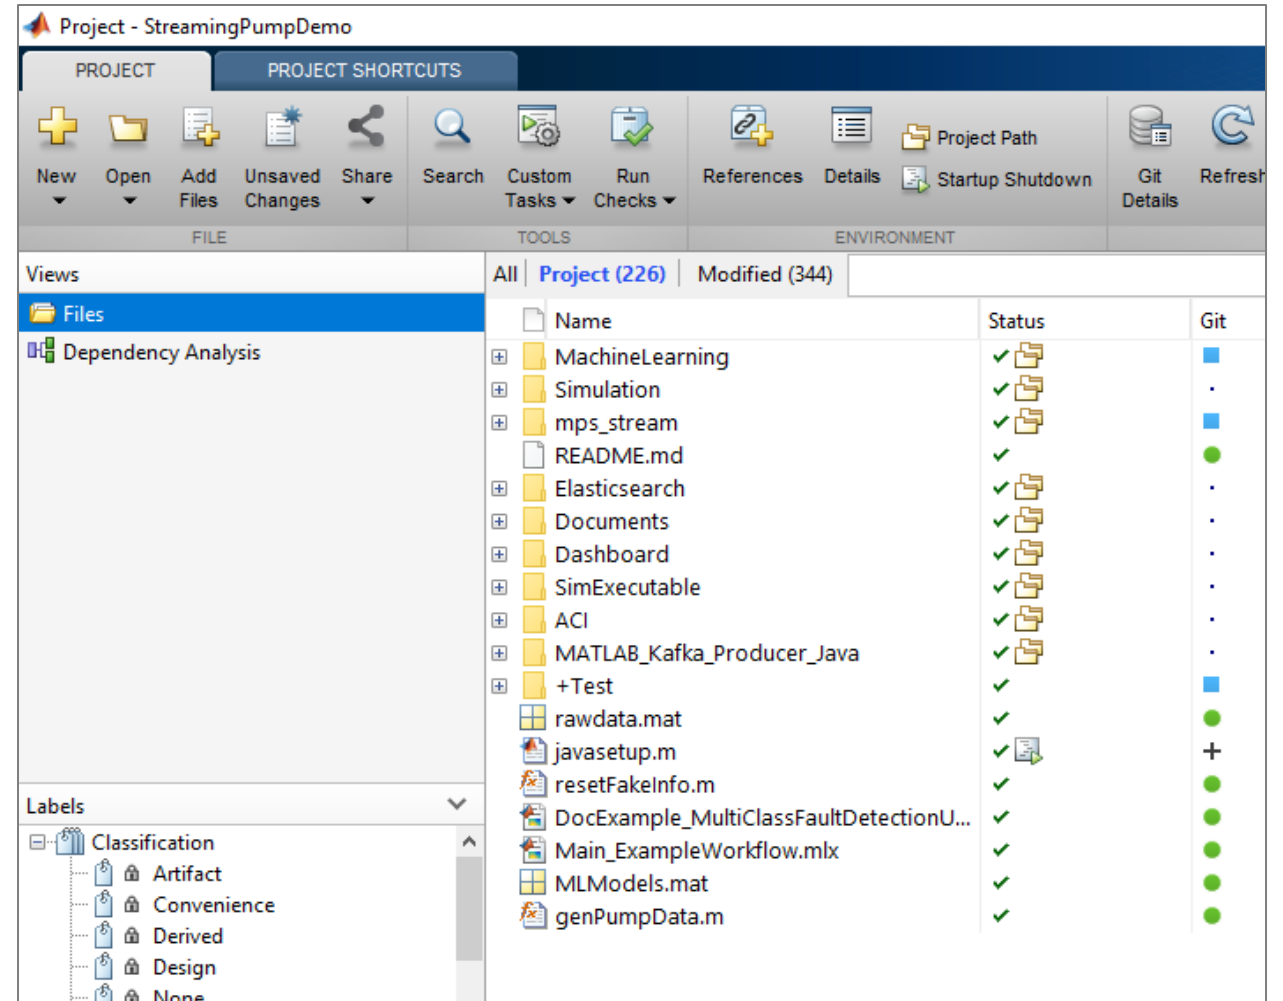 Project - StreamingPumpDemo
PROJECT PROJECT SHORTCUTS
New Open Add Files Unsaved Changes Share Search Custom Tasks Run Checks References Details Project Path Startup Shutdown Git Details Refresh
FILE TOOLS ENVIRONMENT
Views
Files
Dependency Analysis
All Project (226) Modified (344)
Name Status Git
MachineLearning
Simulation
mps_stream
README.md
Elasticsearch
Documents
Dashboard
SimExecutable
ACI
MATLAB_Kafka_Producer_Java
+Test
rawdata.mat
javasetup.m
resetFakeInfo.m
DocExample_MultiClassFaultDetectionU...
Main_ExampleWorkflow.mlx
MLModels.mat
genPumpData.m
Labels
Classification
Artifact
Convenience
Derived
Design
None